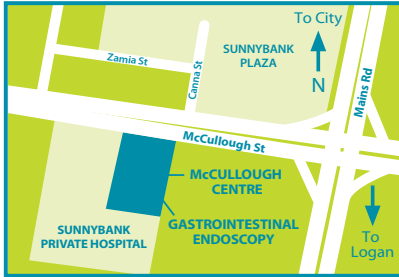 To City
SUNNYBANK
PLAZA
N
Zamia St
Canna St
Mains Rd
McCullough St
McCULLOUGH
CENTRE
GASTROINTESTINAL
ENDOSCOPY
SUNNYBANK
PRIVATE HOSPITAL
To
Logan